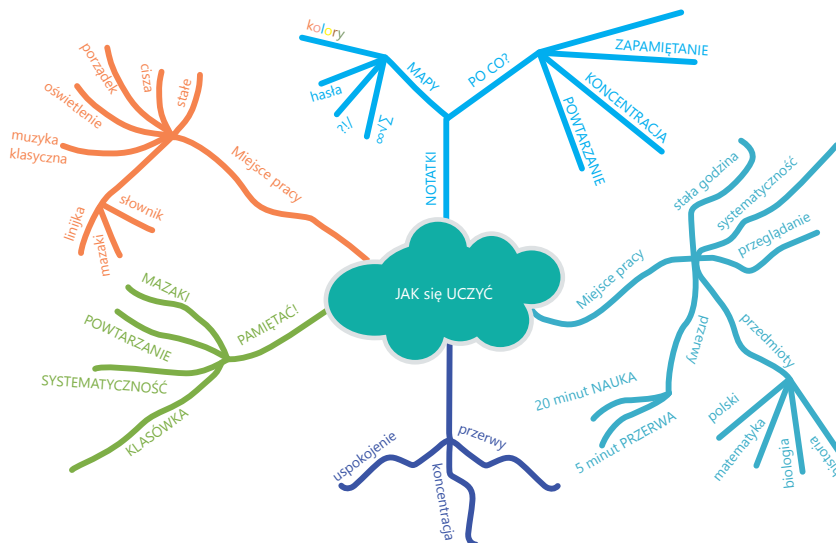 JAK się UCZYĆ
NOTATKI
MAPY
kolory
hasła
?!/
∞√∑
PO CO?
ZAPAMIĘTANIE
KONCENTRACJA
POWTARZANIE
Miejsce pracy
stała godzina
systematyczność
przeglądanie
przedmioty
polski
matematyka
biologia
historia
przerwy
20 minut NAUKA
5 minut PRZERWA
przerwy
koncentracja
uspokojenie
PAMIĘTAĆ!
MAZAKI
POWTARZANIE
SYSTEMATYCZNOŚĆ
KLASÓWKA
Miejsce pracy
stałe
cisza
porządek
oświetlenie
muzyka
klasyczna
słownik
mazaki
linijka